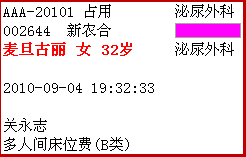 AAA-20101 占用 泌尿外科
002644 新农合
麦旦古丽 女 32岁 泌尿外科
2010-09-04 19:32:33
关永志
多人间床位费(B类)